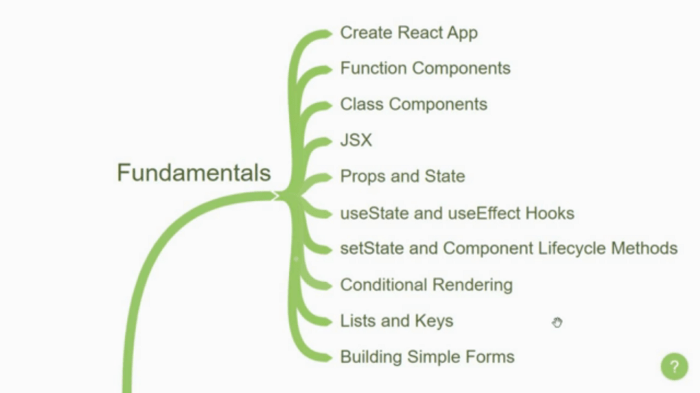 Fundamentals
Create React App
Function Components
Class Components
JSX
Props and State
useState and useEffect Hooks
setState and Component Lifecycle Methods
Conditional Rendering
Lists and Keys
Building Simple Forms
?